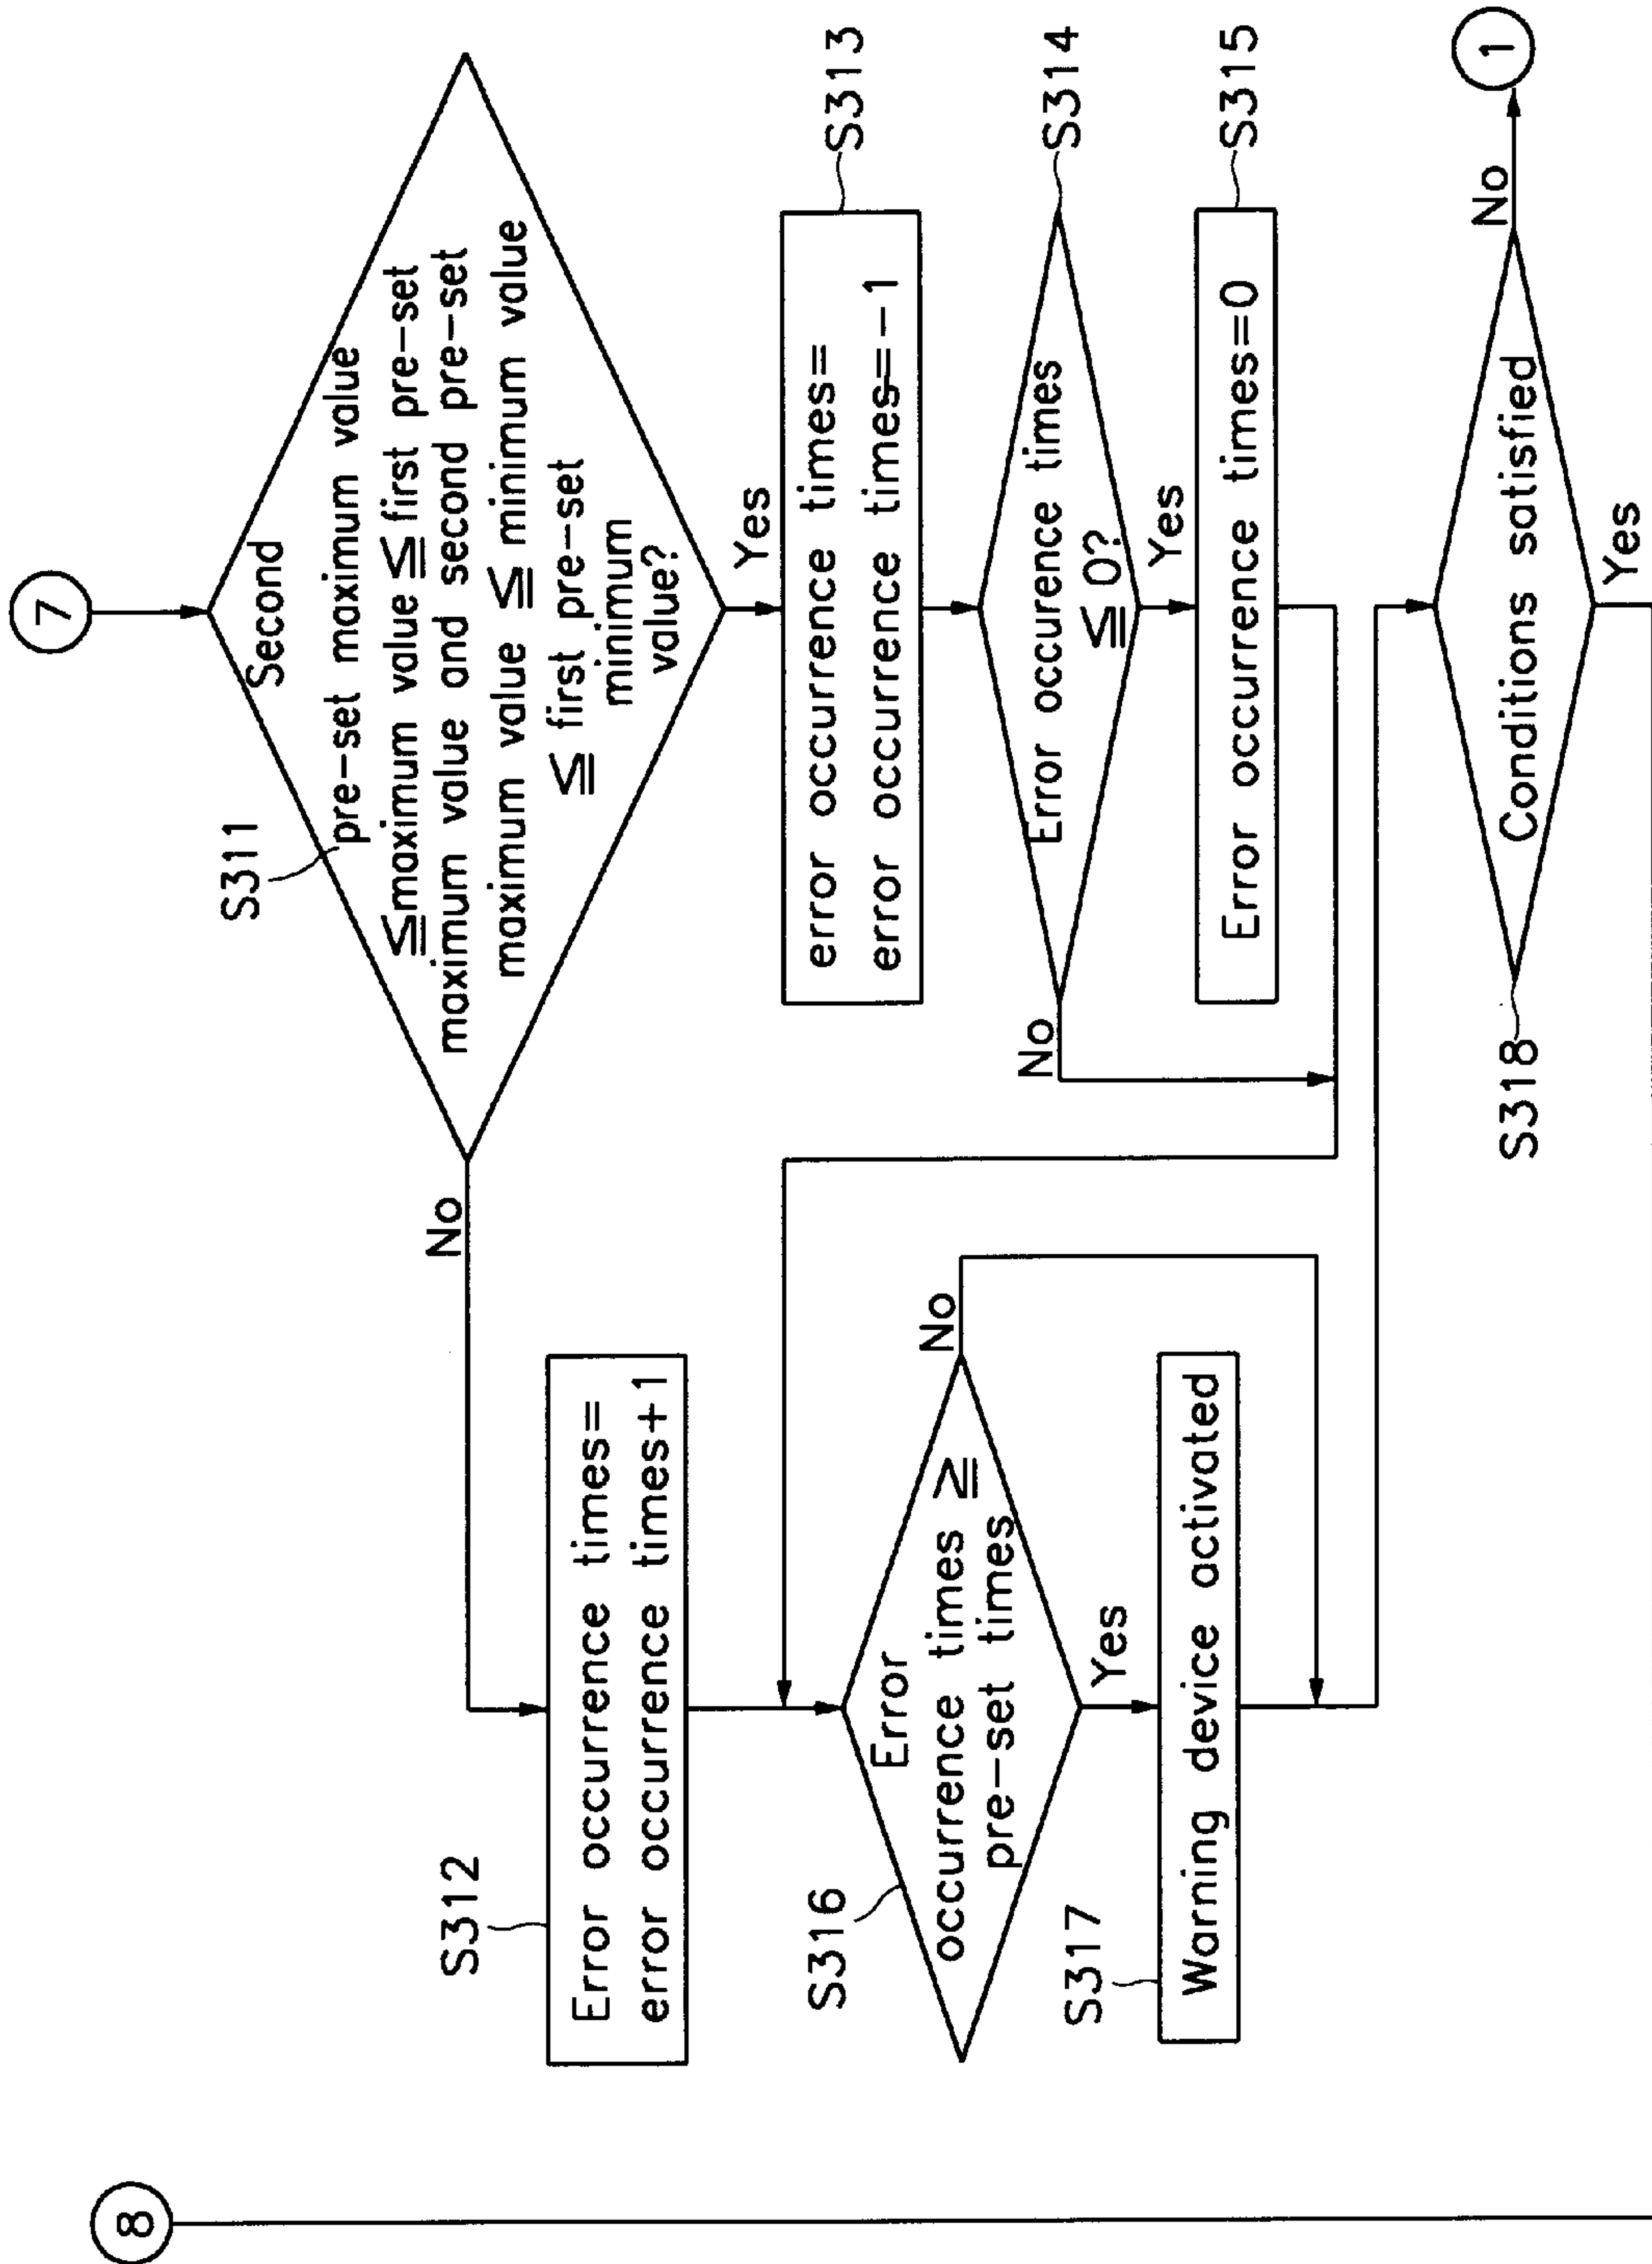 7
S311
Second
pre-set maximum value
≦maximum value≦first pre-set
maximum value and second pre-set
maximum value ≦ minimum value
≦ first pre-set
minimum
value?
No
Yes
S312
Error occurrence times=
error occurrence times+1
S313
error occurrence times=
error occurrence times=-1
S314
Error occurence times
≦0?
No
Yes
S315
Error occurrence times=0
S316
Error
occurrence times ≧
pre-set times
No
Yes
S317
Warning device activated
S318
Conditions satisfied
No
1
Yes
8